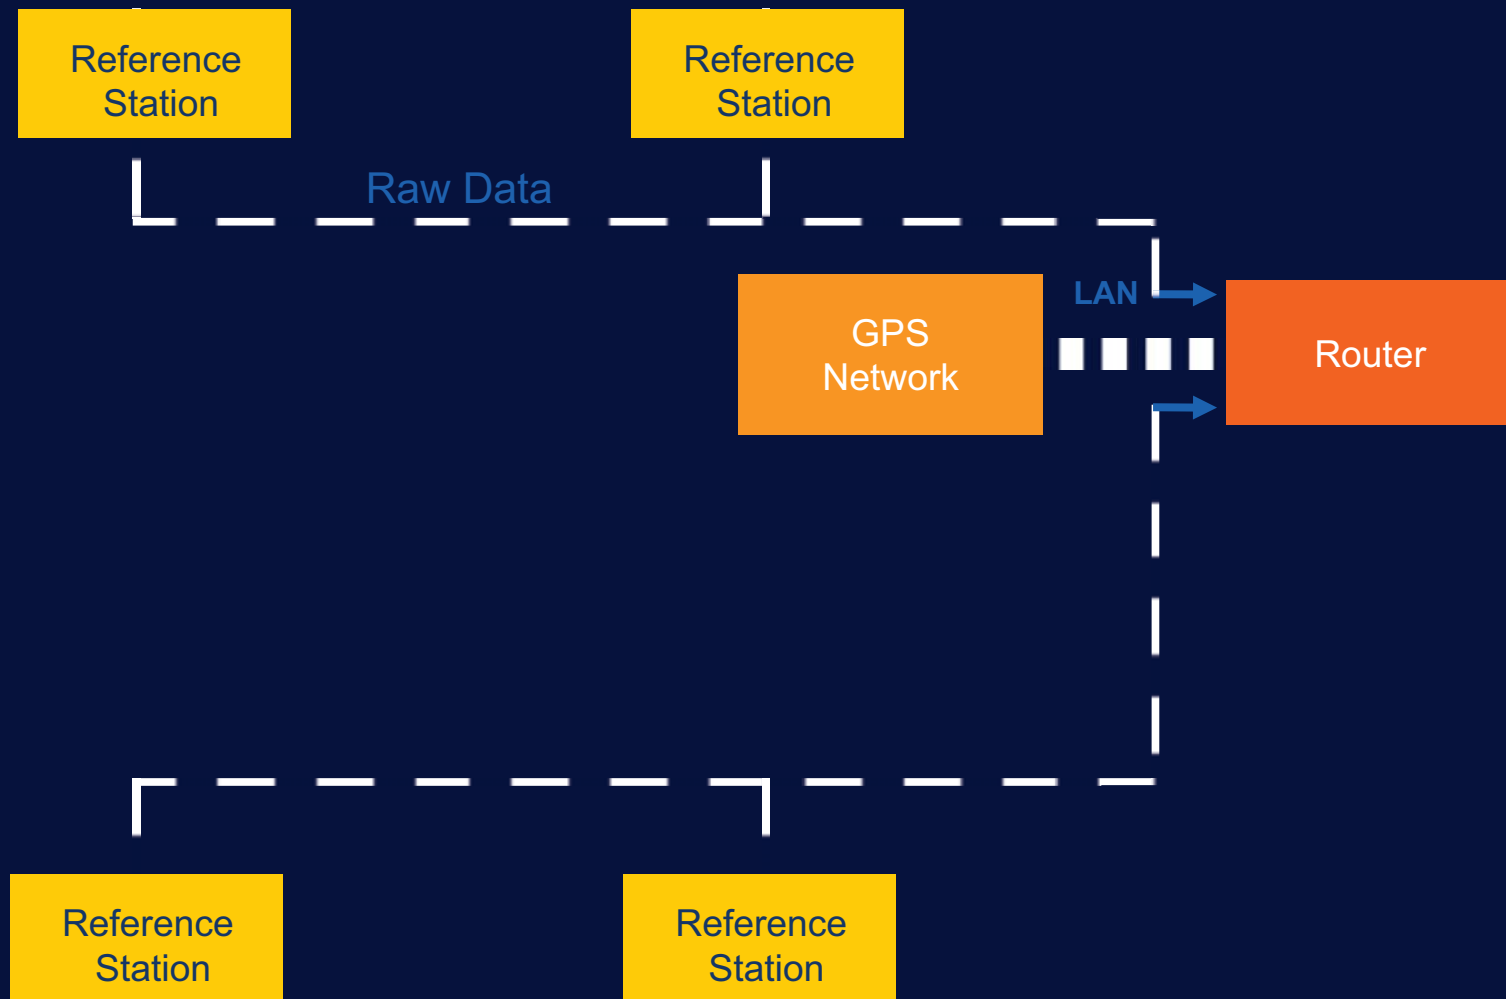 Reference
Station
Reference
Station
Raw Data
LAN
GPS
Network
Router
Reference
Station
Reference
Station